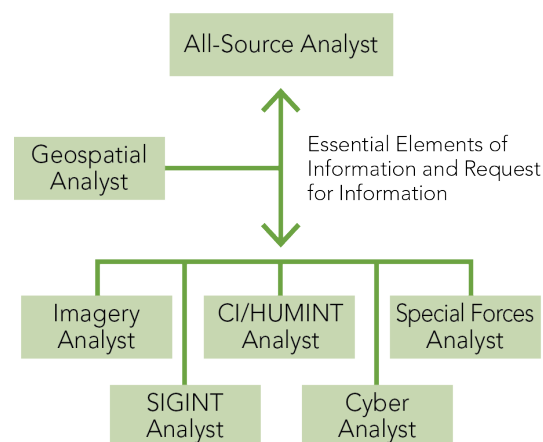 All-Source Analyst
Geospatial
Analyst
Essential Elements of
Information and Request
for Information
Imagery
Analyst
CI/HUMINT
Analyst
Special Forces
Analyst
SIGINT
Analyst
Cyber
Analyst